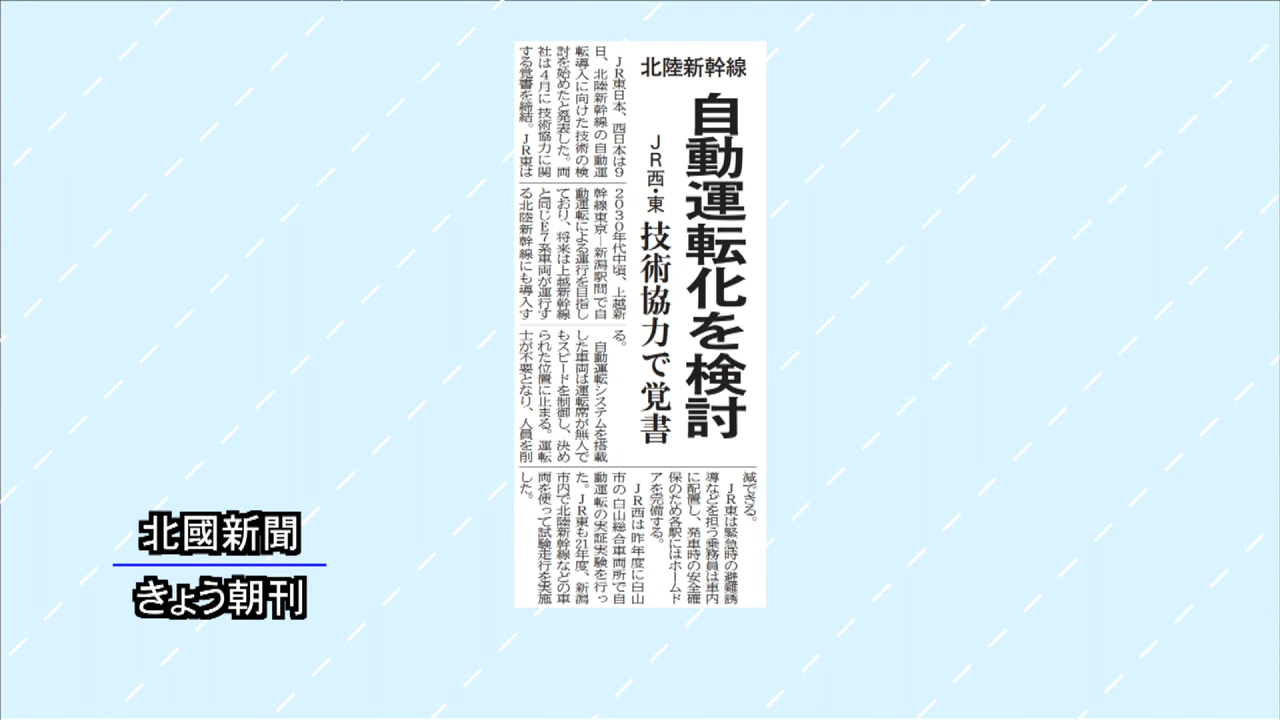 北陸新幹線
自動運転化を検討
ＪＲ西・東
技術協力で覚書
ＪＲ東日本、西日本は９
日、北陸新幹線の自動運
転導入に向けた技術の検
討を始めたと発表した。両
社は４月に技術協力に関
する覚書を締結。ＪＲ東は
２０３０年代中頃、上越新
幹線東京―新潟駅間で自
動運転による運行を目指し
ており、将来は上越新幹線
と同じＥ７系車両が運行す
る北陸新幹線にも導入す
る。
自動運転システムを搭載
した車両は運転席が無人で
もスピードを制御し、決め
られた位置に止まる。運転
士が不要となり、人員を削
減できる。
ＪＲ東は緊急時の避難誘
導などを担う乗務員は車内
に配置し、発車時の安全確
保のため各駅にはホームド
アを完備する。
ＪＲ西は昨年度に白山
市の白山総合車両所で自
動運転の実証実験を行っ
た。ＪＲ東も21年度、新潟
市内で北陸新幹線などの車
両を使って試験走行を実施
した。
北國新聞
きょう朝刊